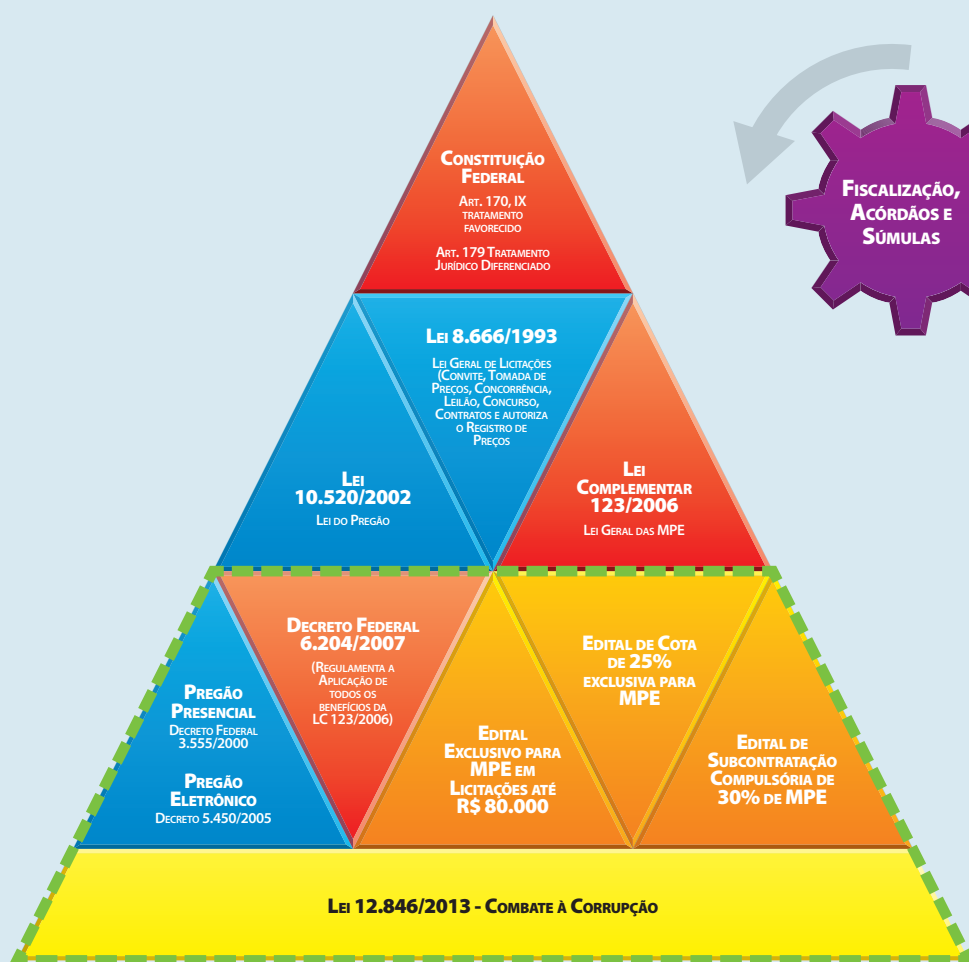 Constituição
Federal
Art. 170, IX
tratamento
favorecido
Art. 179 Tratamento
Jurídico Diferenciado
Fiscalização,
Acórdãos e
Súmulas
Lei 8.666/1993
Lei Geral de Licitações
(Convite, Tomada de
Preços, Concorrência,
Leilão, Concurso,
Contratos e autoriza
o Registro de
Preços
Lei
10.520/2002
Lei do Pregão
Lei
Complementar
123/2006
Lei Geral das MPE
Pregão
Presencial
Decreto Federal
3.555/2000
Pregão
Eletrônico
Decreto 5.450/2005
Decreto Federal
6.204/2007
(Regulamenta a
Aplicação de
todos os
benefícios da
LC 123/2006)
Edital
Exclusivo para
MPE em
Licitações até
R$ 80.000
Edital de Cota
de 25%
exclusiva para
MPE
Edital de
Subcontratação
Compulsória de
30% de MPE
Lei 12.846/2013 - Combate à Corrupção